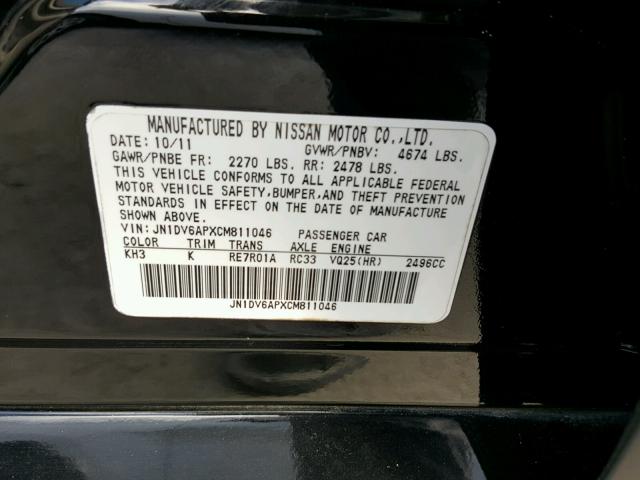 MANUFACTURED BY NISSAN MOTOR CO.,LTD.
DATE: 10/11 GVWR/PNBV: 4674 LBS.
GAWR/PNBE FR: 2270 LBS. RR: 2478 LBS.
THIS VEHICLE CONFORMS TO ALL APPLICABLE FEDERAL
MOTOR VEHICLE SAFETY,BUMPER,AND THEFT PREVENTION
STANDARDS IN EFFECT ON THE DATE OF MANUFACTURE
SHOWN ABOVE.
VIN: JN1DV6APXCM811046 PASSENGER CAR
COLOR TRIM TRANS AXLE ENGINE
KH3 K RE7R01A RC33 VQ25(HR) 2496CC
JN1DV6APXCM811046